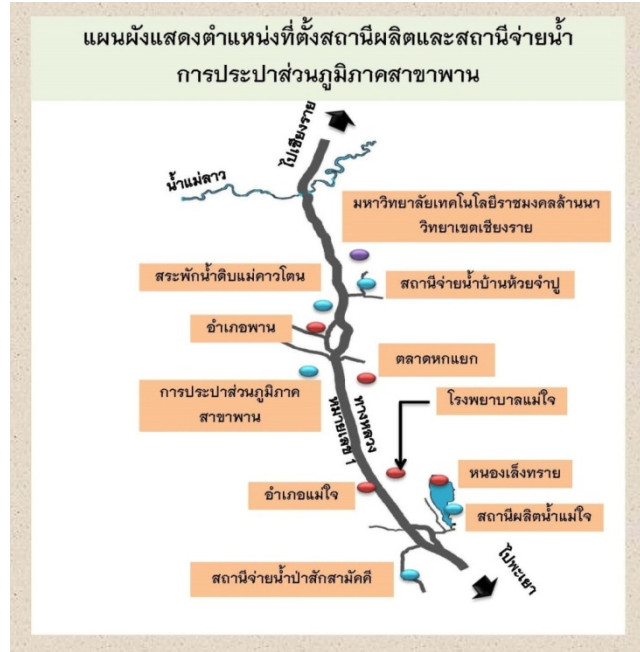 แผนผังแสดงตำแหน่งที่ตั้งสถานีผลิตและสถานีจ่ายน้ำ
การประปาส่วนภูมิภาคสาขาพาน
ไปเชียงราย
น้ำแม่ลาว
มหาวิทยาลัยเทคโนโลยีราชมงคลล้านนา
วิทยาเขตเชียงราย
สระพักน้ำดิบแม่คาวโตน
สถานีจ่ายน้ำบ้านห้วยจำปู
อำเภอพาน
ตลาดหกแยก
การประปาส่วนภูมิภาค
สาขาพาน
ทางหลวง
หมายเลข 1
โรงพยาบาลแม่ใจ
หนองเล็งทราย
อำเภอแม่ใจ
สถานีผลิตน้ำแม่ใจ
สถานีจ่ายน้ำป่าสักสามัคคี
ไปพะเยา